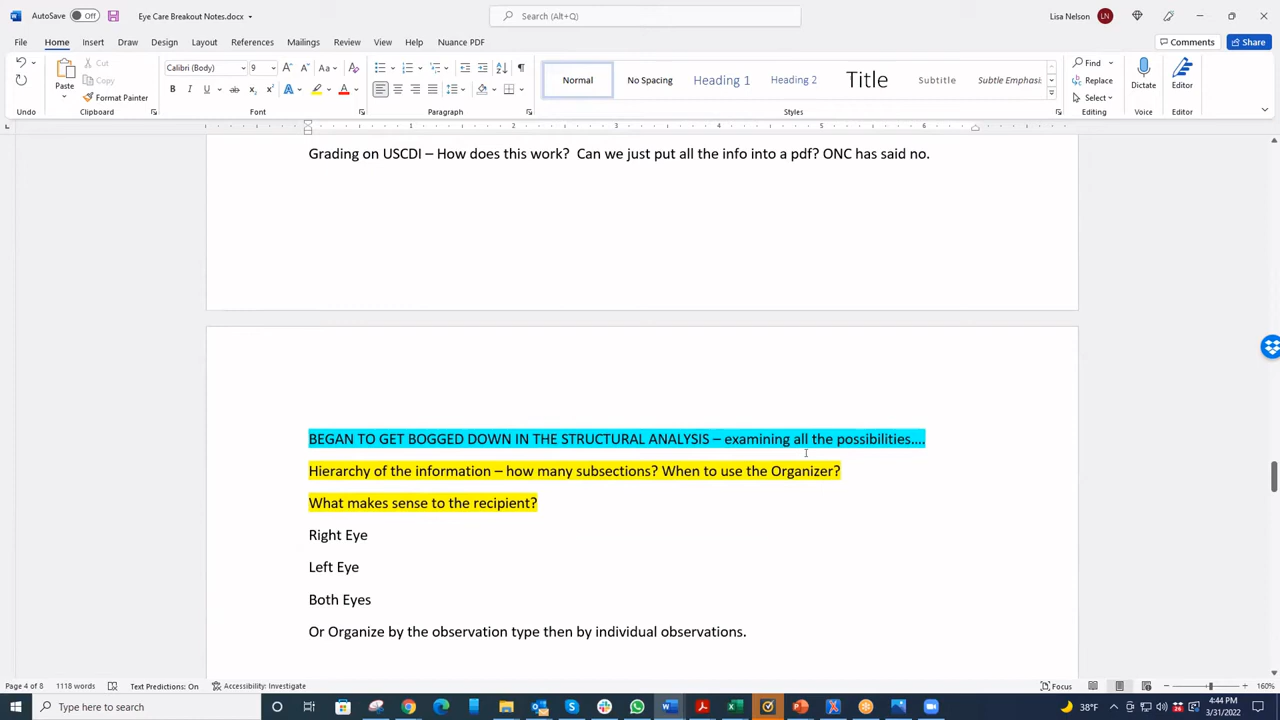 AutoSave Off Eye Care Breakout Notes.docx Search (Alt+Q) Lisa Nelson LN
File Home Insert Draw Design Layout References Mailings Review View Help Nuance PDF Comments Share
Paste Cut Copy Format Painter
Calibri (Body) 9
Normal No Spacing Heading 1 Heading 2 Title Subtitle Subtle Emphasi...
Find Replace Select Dictate Editor
Undo Clipboard Font Paragraph Styles Editing Voice Editor
1 2 3 4 5 6
Grading on USCDI – How does this work?  Can we just put all the info into a pdf? ONC has said no.
BEGAN TO GET BOGGED DOWN IN THE STRUCTURAL ANALYSIS – examining all the possibilities....
Hierarchy of the information – how many subsections? When to use the Organizer?
What makes sense to the recipient?
Right Eye
Left Eye
Both Eyes
Or Organize by the observation type then by individual observations.
Page 4 of 8 1118 words Text Predictions: On Accessibility: Investigate Focus 160%
Type here to search 38°F 4:44 PM
3/31/2022